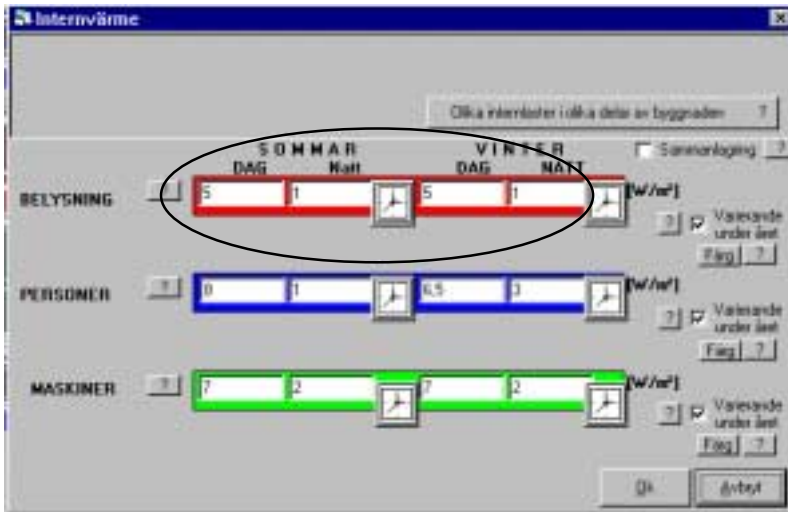 Internvärme
Olika internlaster i olika delar av byggnaden ?
SOMMAR VINTER Sammanlagring ?
DAG Natt DAG NATT
BELYSNING ? 5 1 5 1 [W/m²]
? Varierande
under året
Färg ?
PERSONER ? 0 1 6,5 3 [W/m²]
? Varierande
under året
Färg ?
MASKINER ? 7 2 7 2 [W/m²]
? Varierande
under året
Färg ?
Ok Avbryt